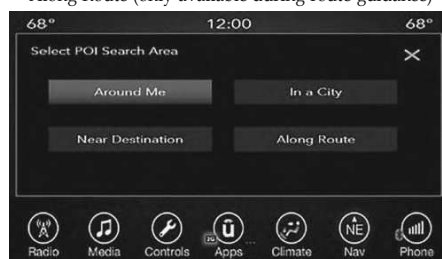 Along Route (only available during route guidance)
68° 12:00 68°
Select POI Search Area
Around Me In a City
Near Destination Along Route
NE
3G
Radio Media Controls Apps Climate Nav Phone